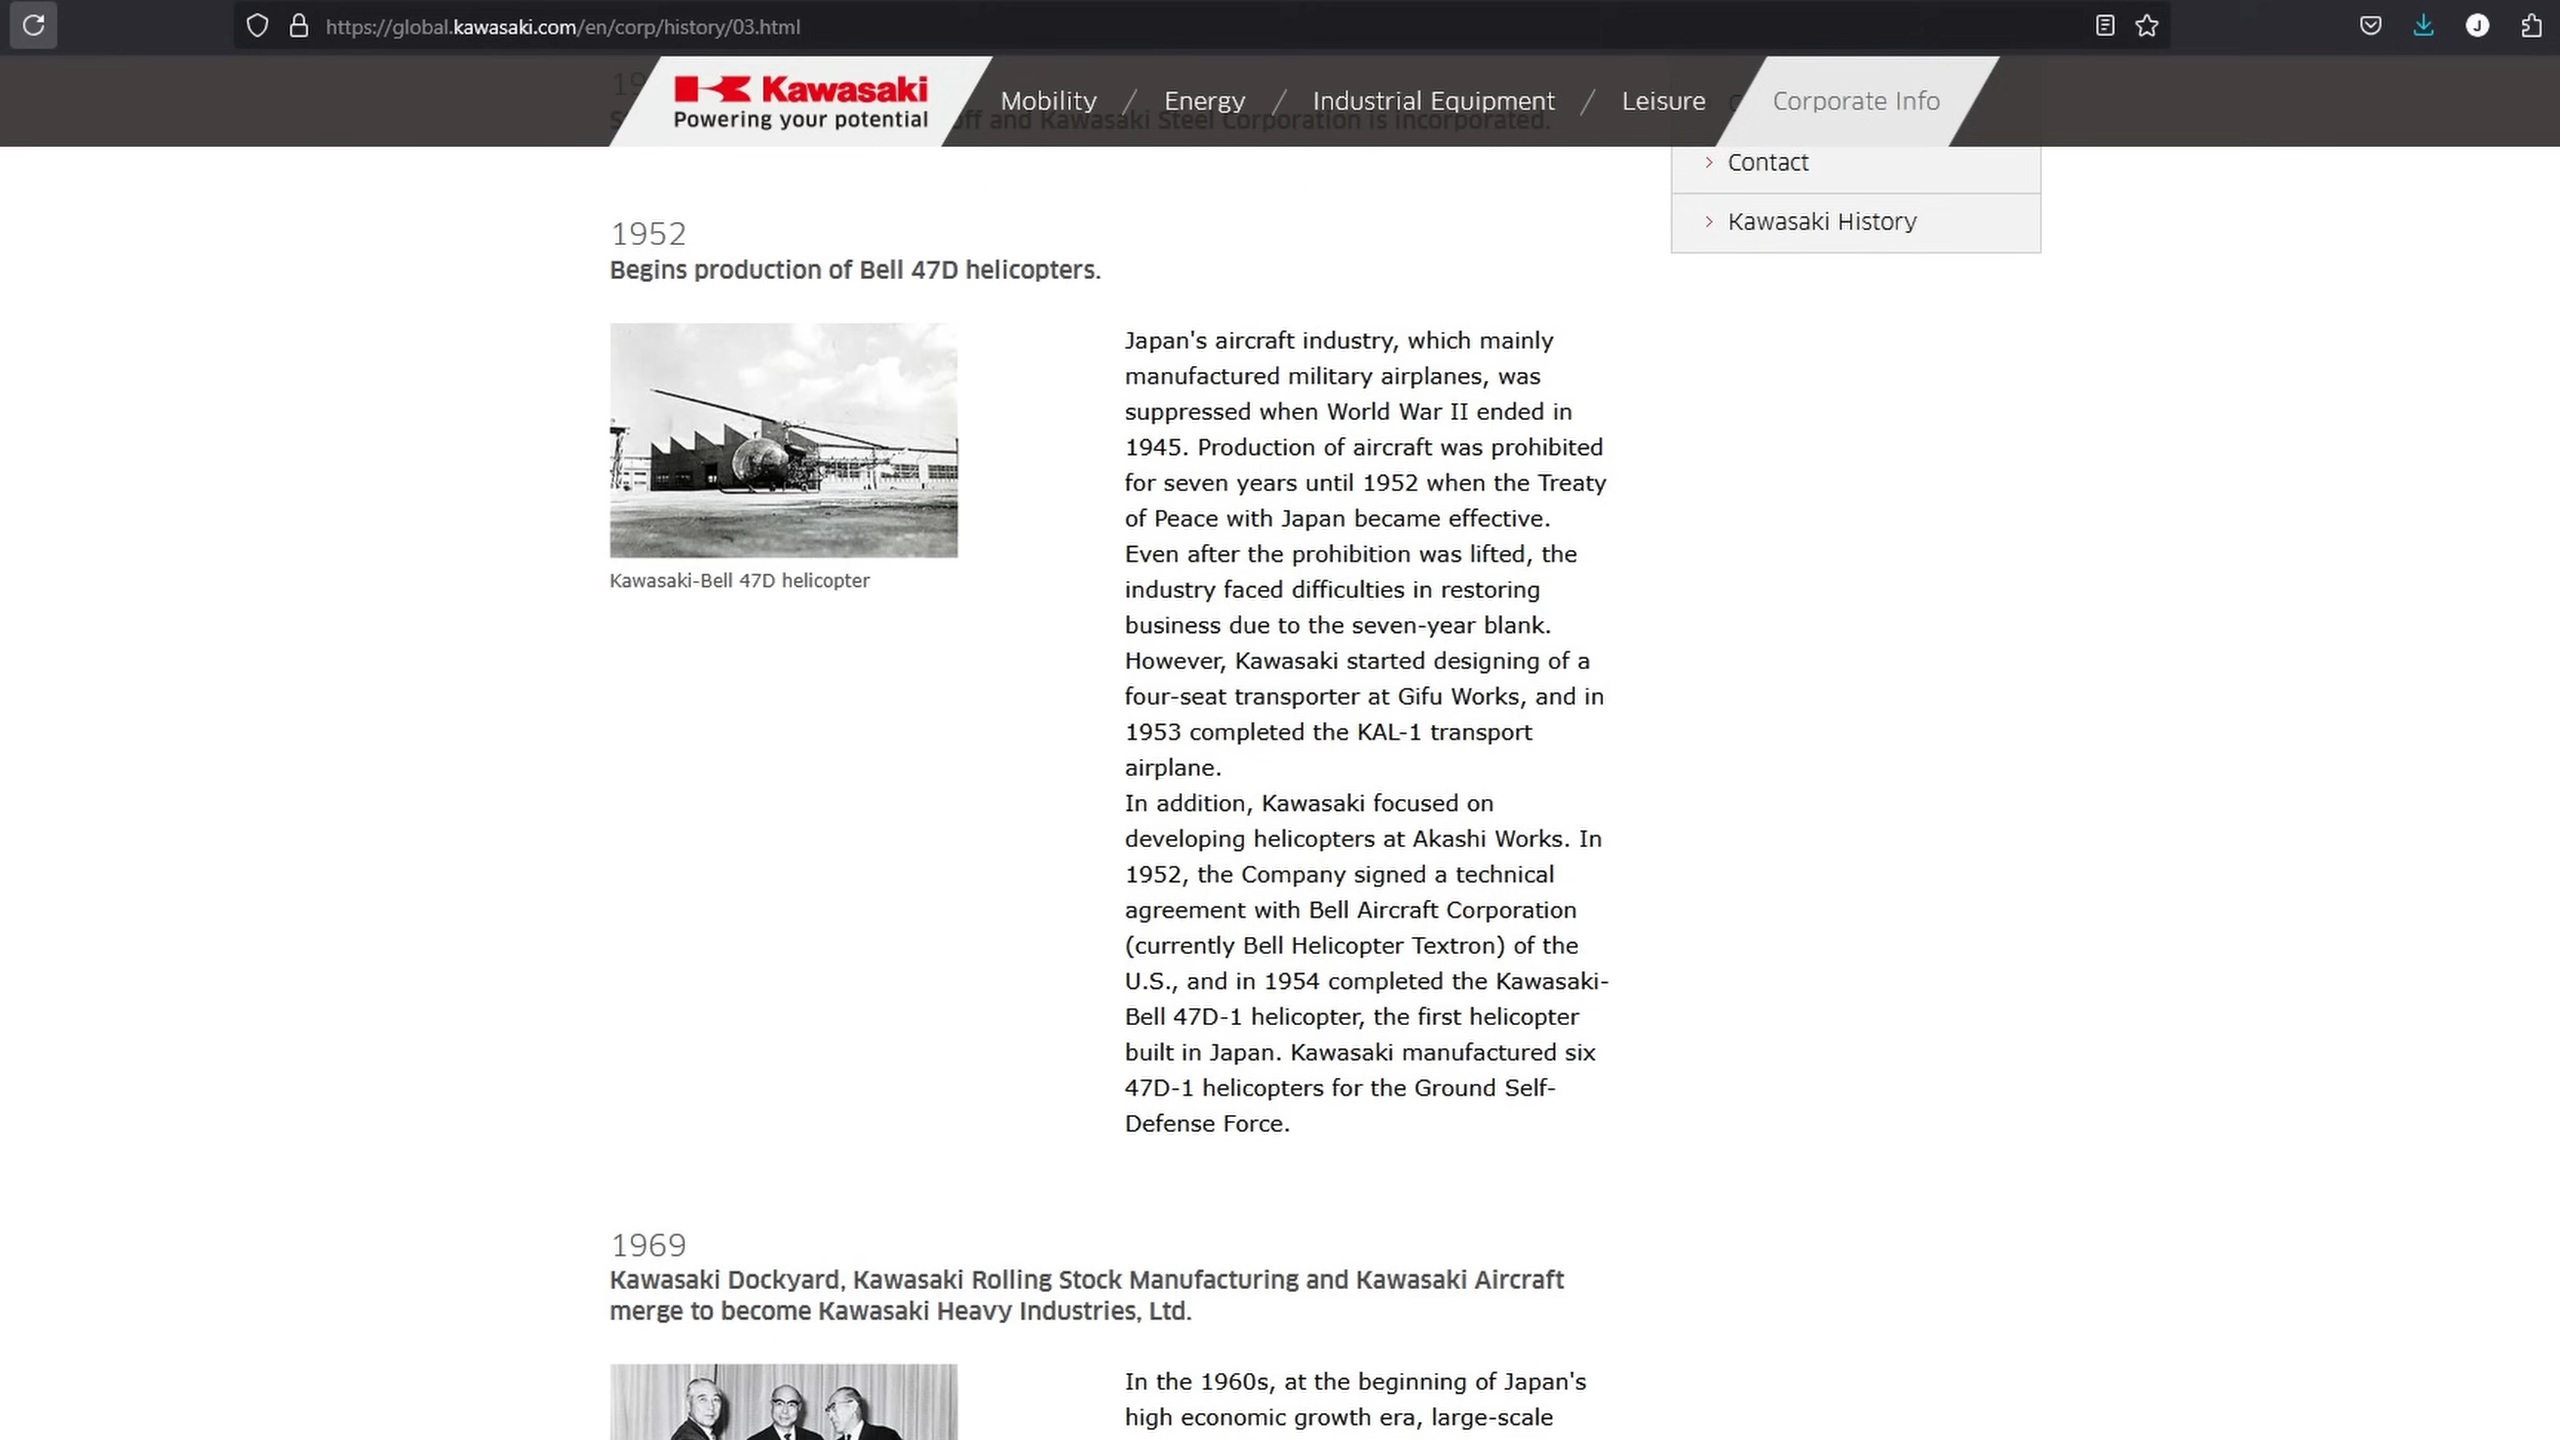 https://global.kawasaki.com/en/corp/history/03.html
J
Kawasaki
Powering your potential
Mobility / Energy / Industrial Equipment / Leisure
Corporate Info
off and Kawasaki Steel Corporation is incorporated.
Contact
Kawasaki History
1952
Begins production of Bell 47D helicopters.
Kawasaki-Bell 47D helicopter
Japan's aircraft industry, which mainly
manufactured military airplanes, was
suppressed when World War II ended in
1945. Production of aircraft was prohibited
for seven years until 1952 when the Treaty
of Peace with Japan became effective.
Even after the prohibition was lifted, the
industry faced difficulties in restoring
business due to the seven-year blank.
However, Kawasaki started designing of a
four-seat transporter at Gifu Works, and in
1953 completed the KAL-1 transport
airplane.
In addition, Kawasaki focused on
developing helicopters at Akashi Works. In
1952, the Company signed a technical
agreement with Bell Aircraft Corporation
(currently Bell Helicopter Textron) of the
U.S., and in 1954 completed the Kawasaki-
Bell 47D-1 helicopter, the first helicopter
built in Japan. Kawasaki manufactured six
47D-1 helicopters for the Ground Self-
Defense Force.
1969
Kawasaki Dockyard, Kawasaki Rolling Stock Manufacturing and Kawasaki Aircraft
merge to become Kawasaki Heavy Industries, Ltd.
In the 1960s, at the beginning of Japan's
high economic growth era, large-scale